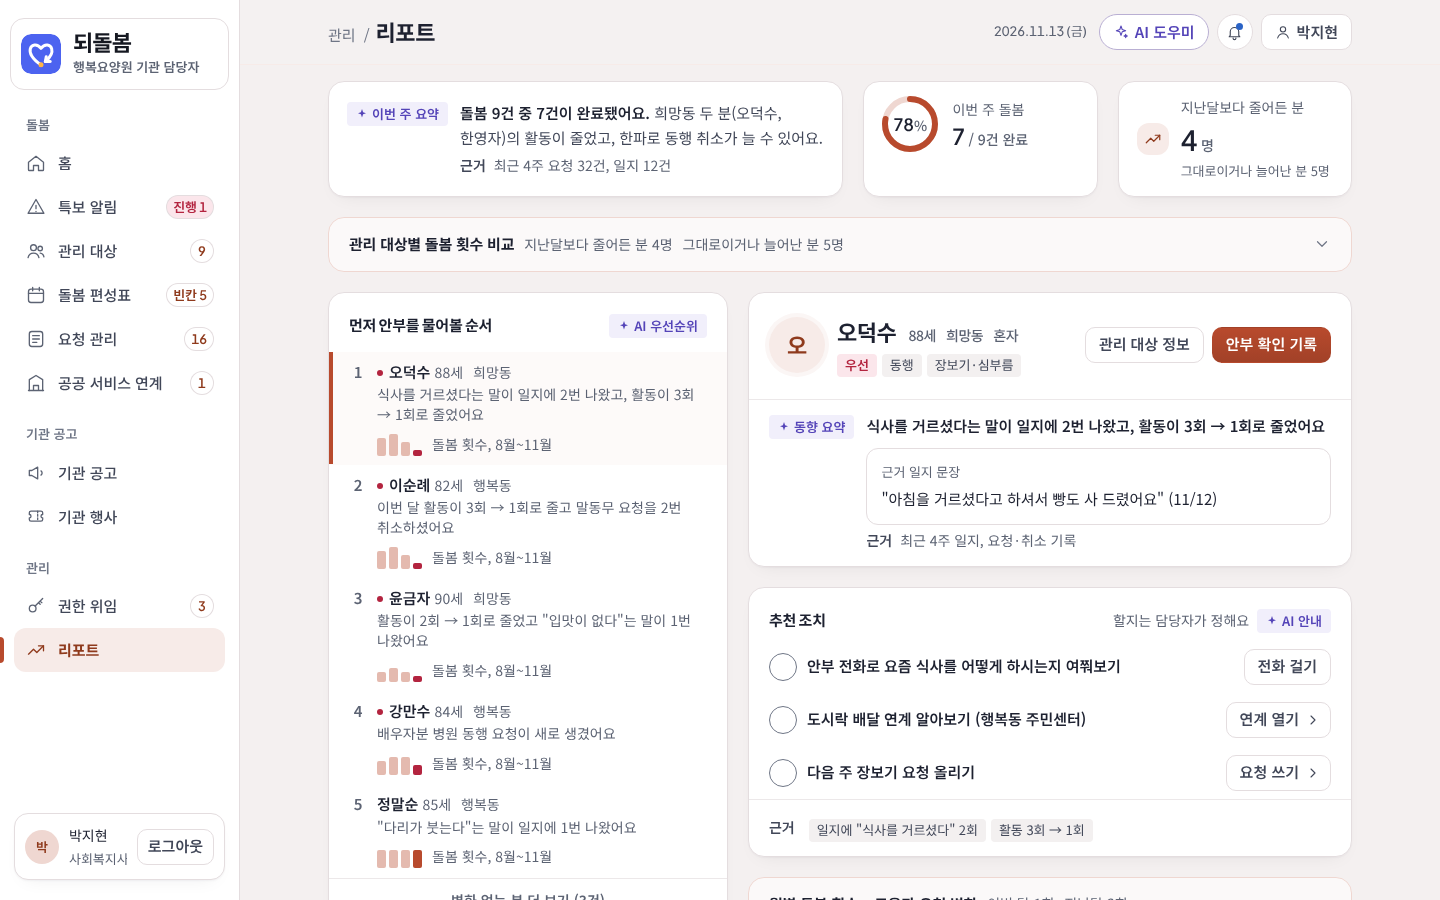 되돌봄
행복요양원 기관 담당자
돌봄
홈
특보 알림 진행 1
관리 대상 9
돌봄 편성표 빈칸 5
요청 관리 16
공공 서비스 연계 1
기관 공고
기관 공고
기관 행사
관리
권한 위임 3
리포트
박 박지현
사회복지사
로그아웃
관리 / 리포트
2026.11.13(금) AI 도우미 박지현
이번 주 요약 돌봄 9건 중 7건이 완료됐어요. 희망동 두 분(오덕수,
한영자)의 활동이 줄었고, 한파로 동행 취소가 늘 수 있어요.
근거 최근 4주 요청 32건, 일지 12건
78%
이번 주 돌봄
7 / 9건 완료
지난달보다 줄어든 분
4 명
그대로이거나 늘어난 분 5명
관리 대상별 돌봄 횟수 비교 지난달보다 줄어든 분 4명 그대로이거나 늘어난 분 5명
먼저 안부를 물어볼 순서 AI 우선순위
1 오덕수 88세 희망동
식사를 거르셨다는 말이 일지에 2번 나왔고, 활동이 3회
→ 1회로 줄었어요
돌봄 횟수, 8월~11월
2 이순례 82세 행복동
이번 달 활동이 3회 → 1회로 줄고 말동무 요청을 2번
취소하셨어요
돌봄 횟수, 8월~11월
3 윤금자 90세 희망동
활동이 2회 → 1회로 줄었고 "입맛이 없다"는 말이 1번
나왔어요
돌봄 횟수, 8월~11월
4 강만수 84세 행복동
배우자분 병원 동행 요청이 새로 생겼어요
돌봄 횟수, 8월~11월
5 정말순 85세 행복동
"다리가 붓는다"는 말이 일지에 1번 나왔어요
돌봄 횟수, 8월~11월
오 오덕수 88세 희망동 혼자
우선 동행 장보기·심부름
관리 대상 정보 안부 확인 기록
동향 요약 식사를 거르셨다는 말이 일지에 2번 나왔고, 활동이 3회 → 1회로 줄었어요
근거 일지 문장
"아침을 거르셨다고 하셔서 빵도 사 드렸어요" (11/12)
근거 최근 4주 일지, 요청·취소 기록
추천 조치 할지는 담당자가 정해요 AI 안내
안부 전화로 요즘 식사를 어떻게 하시는지 여쭤보기 전화 걸기
도시락 배달 연계 알아보기 (행복동 주민센터) 연계 열기
다음 주 장보기 요청 올리기 요청 쓰기
근거 일지에 "식사를 거르셨다" 2회 활동 3회 → 1회